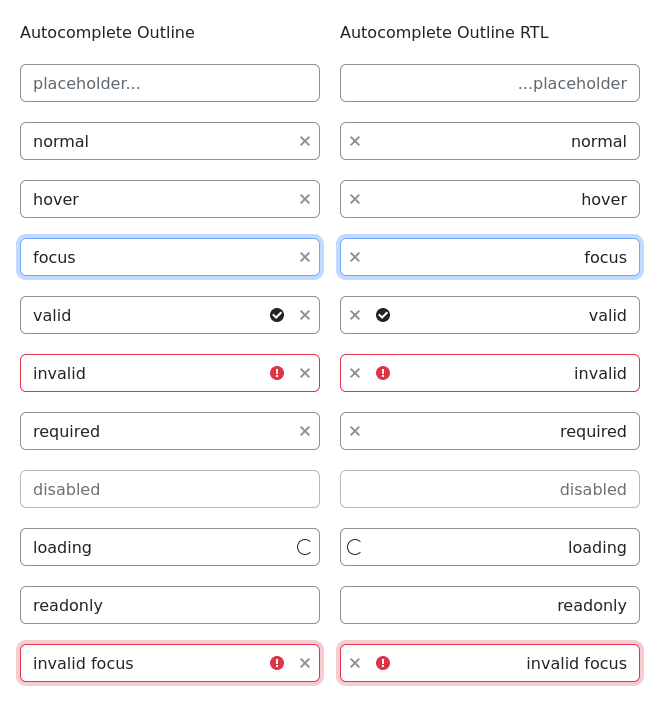 Autocomplete Outline
placeholder...
normal
hover
focus
valid
invalid
required
disabled
loading
readonly
invalid focus
Autocomplete Outline RTL
...placeholder
normal
hover
focus
valid
invalid
required
disabled
loading
readonly
invalid focus